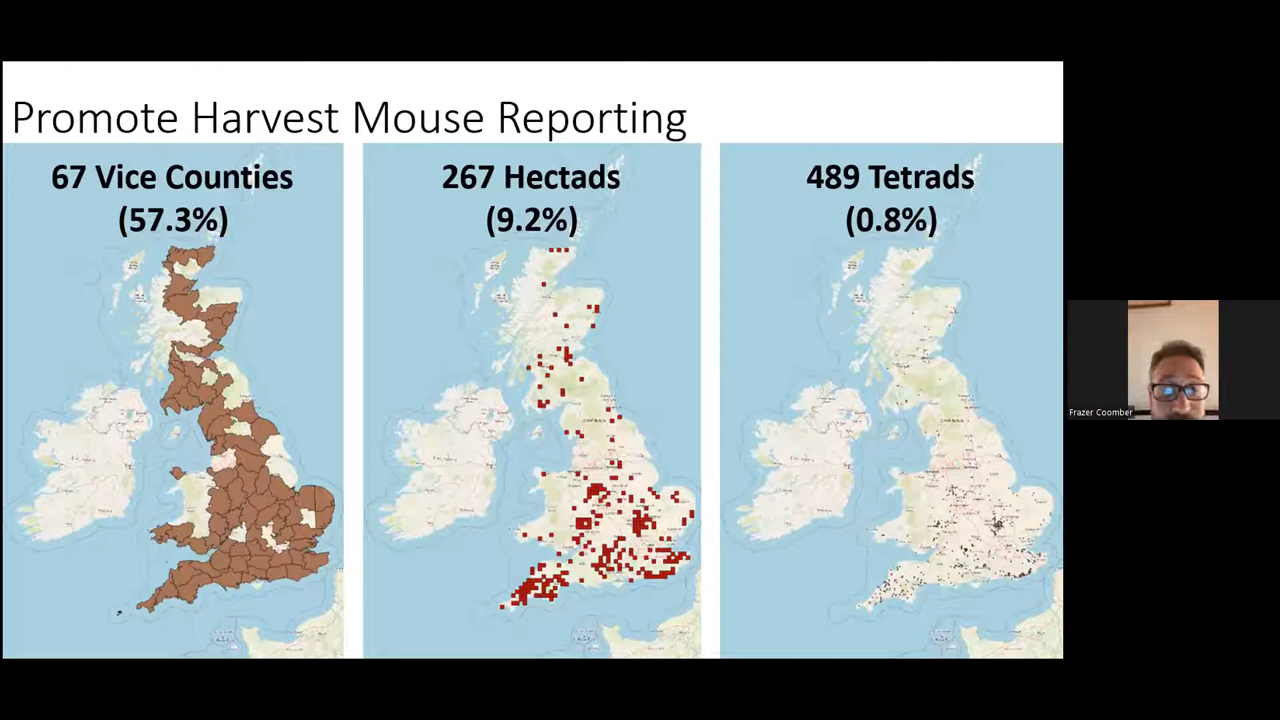 Promote Harvest Mouse Reporting
67 Vice Counties
(57.3%)
267 Hectads
(9.2%)
489 Tetrads
(0.8%)
Frazer Coomber